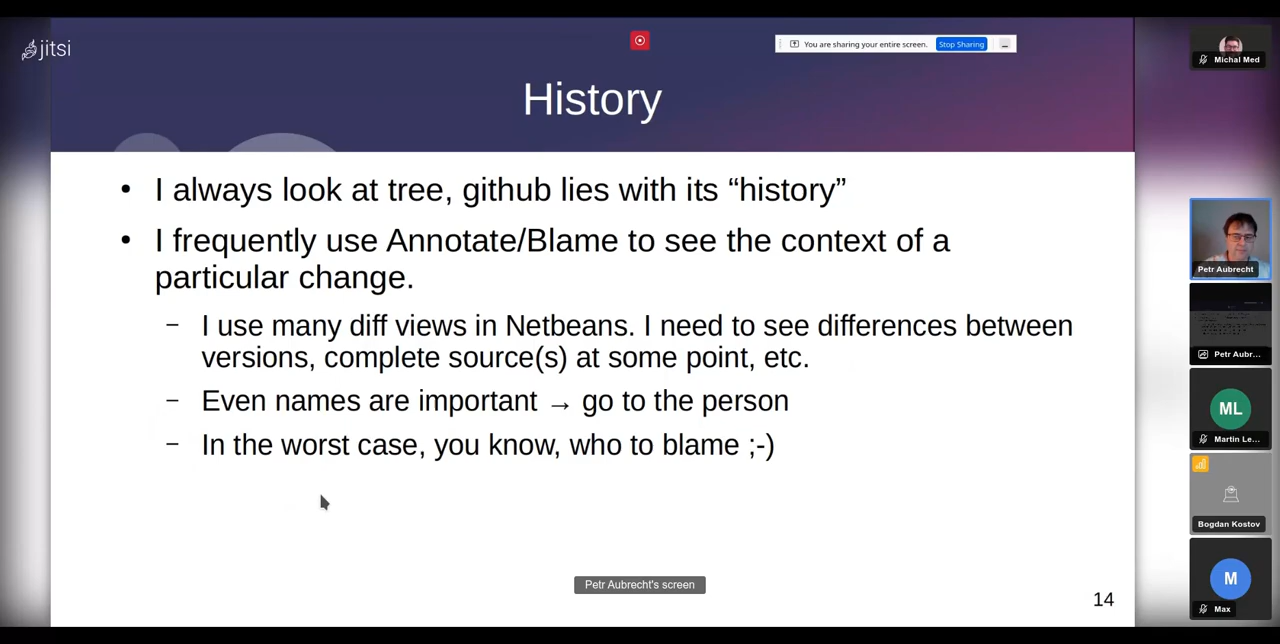 jitsi
You are sharing your entire screen. Stop Sharing
History
• I always look at tree, github lies with its “history”
• I frequently use Annotate/Blame to see the context of a
particular change.
– I use many diff views in Netbeans. I need to see differences between
versions, complete source(s) at some point, etc.
– Even names are important → go to the person
– In the worst case, you know, who to blame ;-)
Petr Aubrecht's screen
14
Michal Med
Petr Aubrecht
Petr Aubr...
ML
Martin Le...
Bogdan Kostov
M
Max